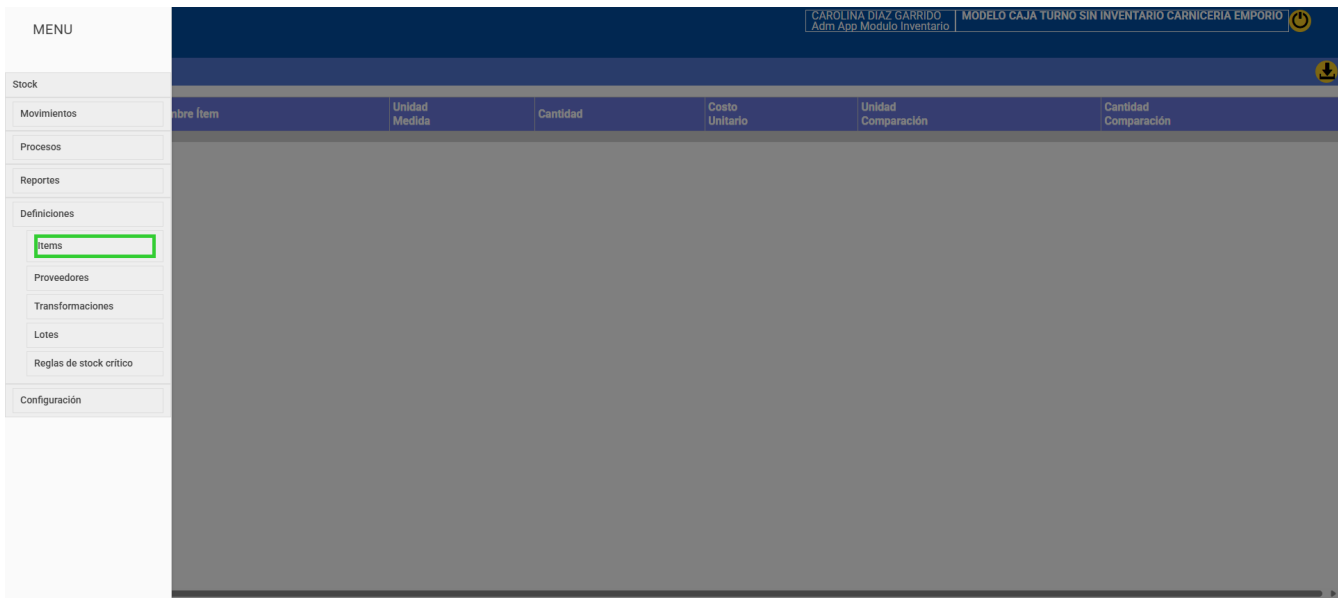 MENU
CAROLINA DIAZ GARRIDO
Adm App Modulo Inventario
MODELO CAJA TURNO SIN INVENTARIO CARNICERIA EMPORIO
Stock
Movimientos
Procesos
Reportes
Definiciones
Items
Proveedores
Transformaciones
Lotes
Reglas de stock crítico
Configuración
mbre Ítem
Unidad
Medida
Cantidad
Costo
Unitario
Unidad
Comparación
Cantidad
Comparación